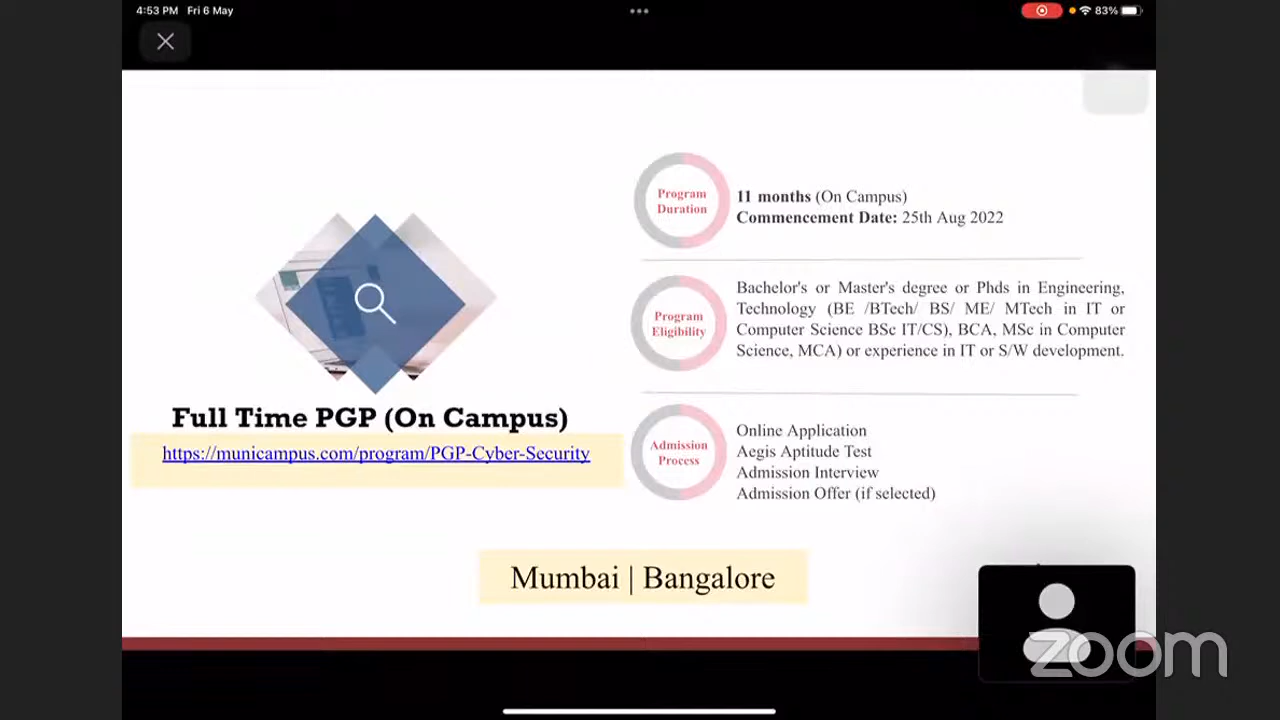 4:53 PM Fri 6 May
83%
Program
Duration
11 months (On Campus)
Commencement Date: 25th Aug 2022
Program
Eligibility
Bachelor's or Master's degree or Phds in Engineering,
Technology (BE /BTech/ BS/ ME/ MTech in IT or
Computer Science BSc IT/CS), BCA, MSc in Computer
Science, MCA) or experience in IT or S/W development.
Full Time PGP (On Campus)
https://municampus.com/program/PGP-Cyber-Security
Admission
Process
Online Application
Aegis Aptitude Test
Admission Interview
Admission Offer (if selected)
Mumbai | Bangalore
zoom